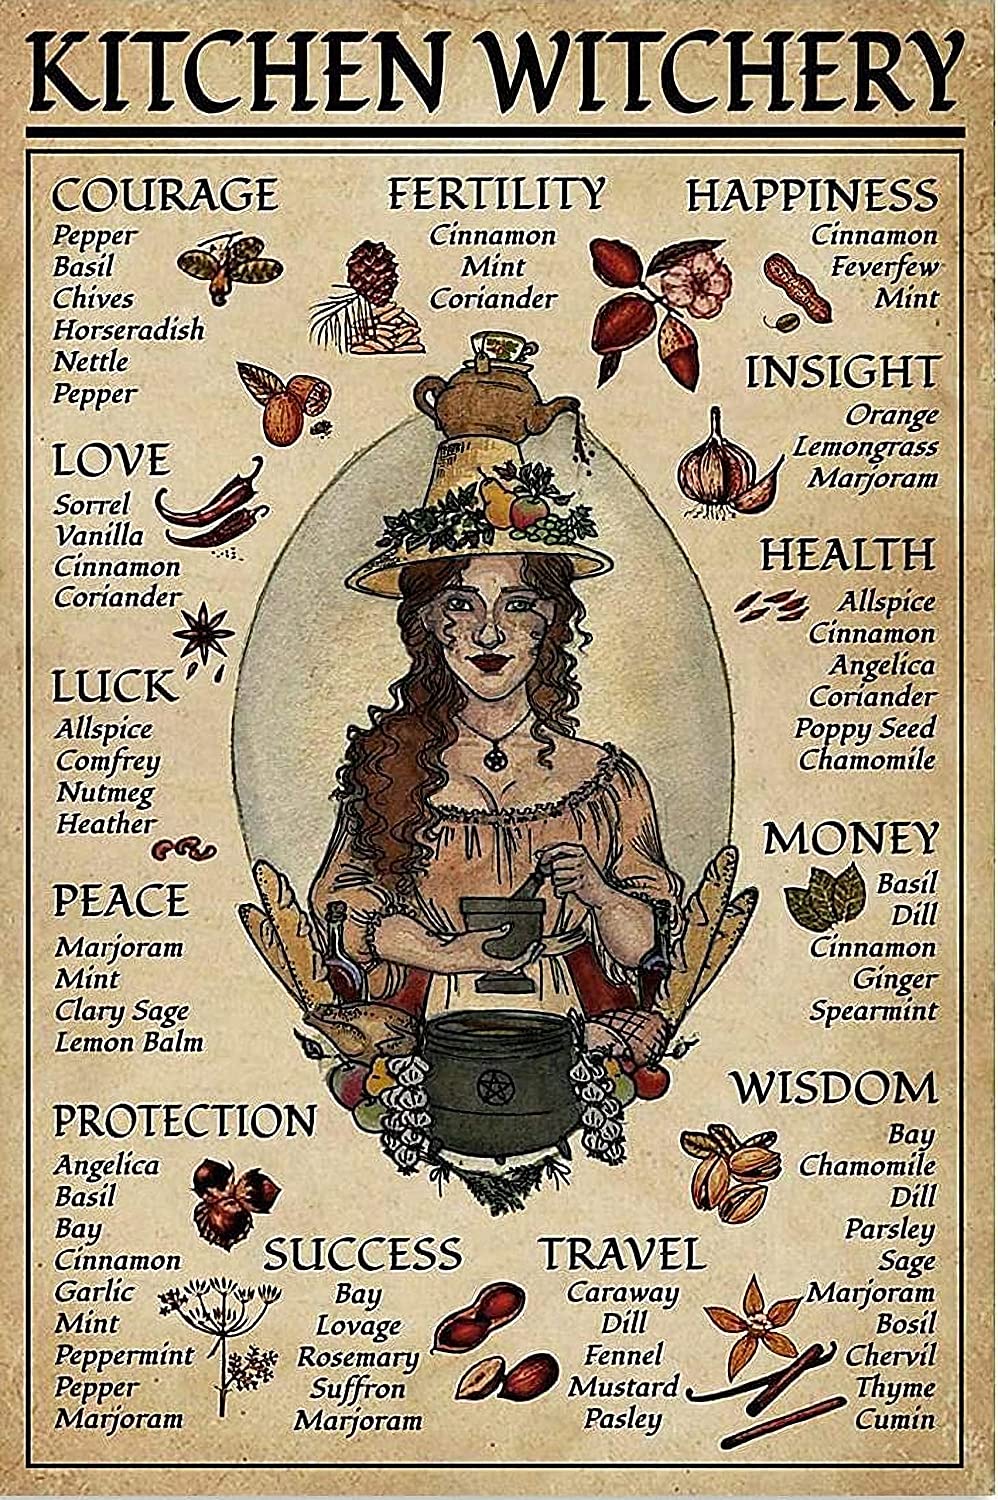 KITCHEN WITCHERY
COURAGE
Pepper
Basil
Chives
Horseradish
Nettle
Pepper
FERTILITY
Cinnamon
Mint
Coriander
HAPPINESS
Cinnamon
Feverfew
Mint
INSIGHT
Orange
Lemongrass
Marjoram
LOVE
Sorrel
Vanilla
Cinnamon
Coriander
HEALTH
Allspice
Cinnamon
Angelica
Coriander
Poppy Seed
Chamomile
LUCK
Allspice
Comfrey
Nutmeg
Heather
MONEY
Basil
Dill
Cinnamon
Ginger
Spearmint
PEACE
Marjoram
Mint
Clary Sage
Lemon Balm
WISDOM
Bay
Chamomile
Dill
Parsley
Sage
Marjoram
Bosil
Chervil
Thyme
Cumin
PROTECTION
Angelica
Basil
Bay
Cinnamon
Garlic
Mint
Peppermint
Pepper
Marjoram
SUCCESS
Bay
Lovage
Rosemary
Suffron
Marjoram
TRAVEL
Caraway
Dill
Fennel
Mustard
Pasley